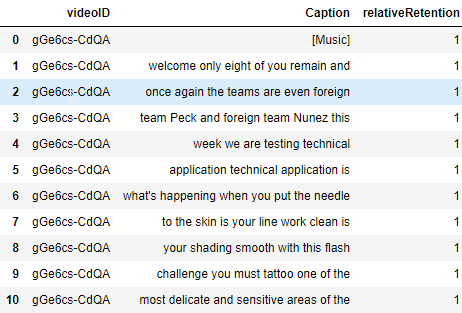 videoID Caption relativeRetention
0 gGe6cs-CdQA [Music] 1
1 gGe6cs-CdQA welcome only eight of you remain and 1
2 gGe6cs-CdQA once again the teams are even foreign 1
3 gGe6cs-CdQA team Peck and foreign team Nunez this 1
4 gGe6cs-CdQA week we are testing technical 1
5 gGe6cs-CdQA application technical application is 1
6 gGe6cs-CdQA what's happening when you put the needle 1
7 gGe6cs-CdQA to the skin is your line work clean is 1
8 gGe6cs-CdQA your shading smooth with this flash 1
9 gGe6cs-CdQA challenge you must tattoo one of the 1
10 gGe6cs-CdQA most delicate and sensitive areas of the 1